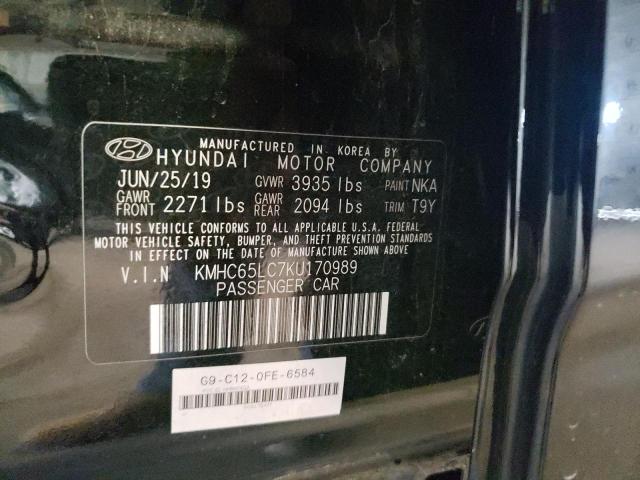 MANUFACTURED IN KOREA BY
HYUNDAI MOTOR COMPANY
JUN/25/19 GVWR 3935 lbs PAINT NKA
GAWR FRONT 2271 lbs GAWR REAR 2094 lbs TRIM T9Y
THIS VEHICLE CONFORMS TO ALL APPLICABLE U.S.A. FEDERAL
MOTOR VEHICLE SAFETY, BUMPER, AND THEFT PREVENTION STANDARDS
IN EFFECT ON THE DATE OF MANUFACTURE SHOWN ABOVE
V.I.N KMHC65LC7KU170989
PASSENGER CAR
G9-C12-0FE-6584